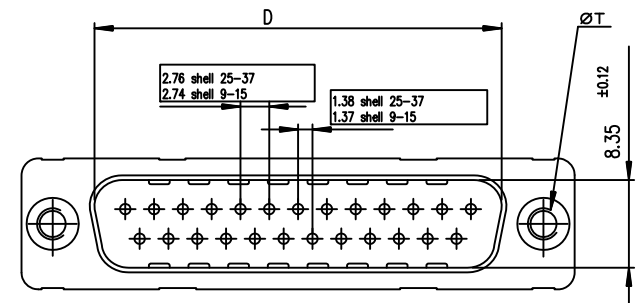 D
ØT
2.76 shell 25-37
2.74 shell 9-15
1.38 shell 25-37
1.37 shell 9-15
±0.12
8.35